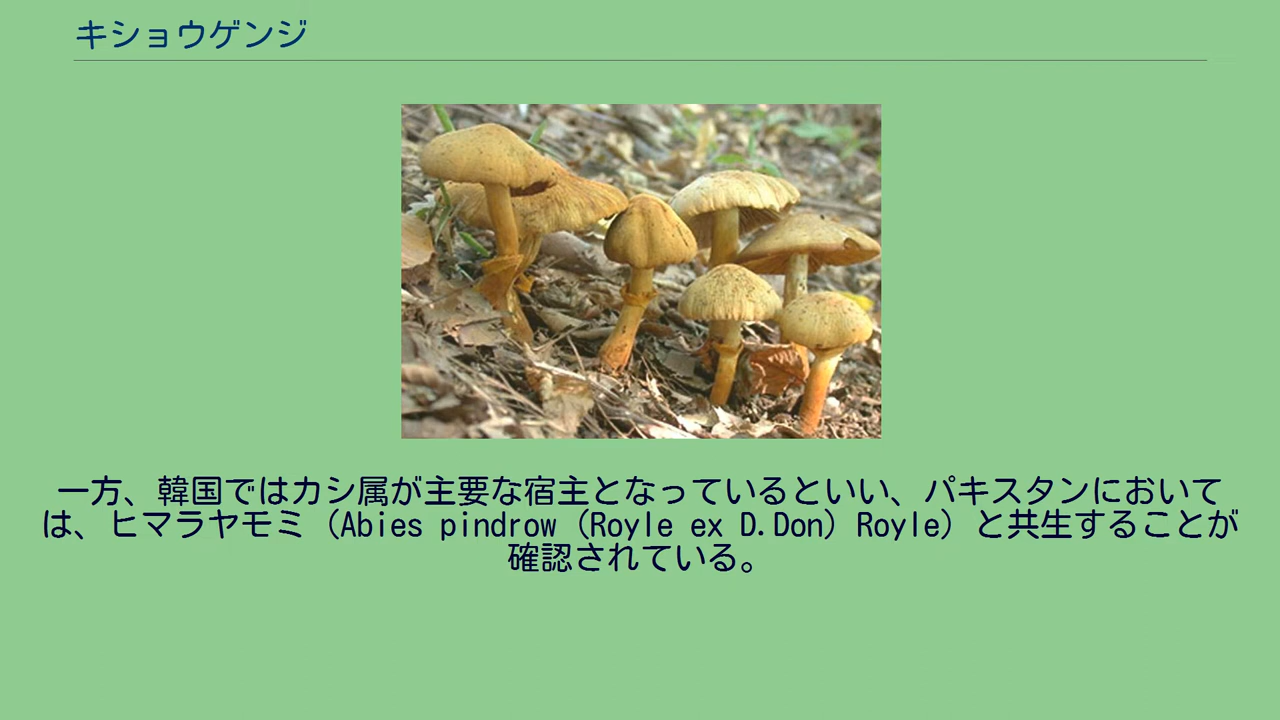 キショウゲンジ
一方、韓国ではカシ属が主要な宿主となっているといい、パキスタンにおいて
は、ヒマラヤモミ（Abies pindrow（Royle ex D.Don）Royle）と共生することが
確認されている。